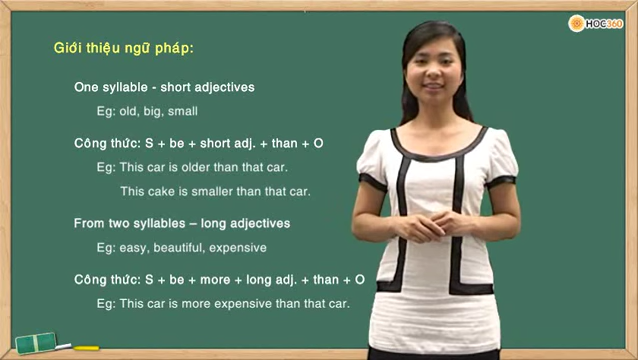 HOC360
Giới thiệu ngữ pháp:
One syllable - short adjectives
Eg: old, big, small
Công thức: S + be + short adj. + than + O
Eg: This car is older than that car.
This cake is smaller than that car.
From two syllables – long adjectives
Eg: easy, beautiful, expensive
Công thức: S + be + more + long adj. + than + O
Eg: This car is more expensive than that car.